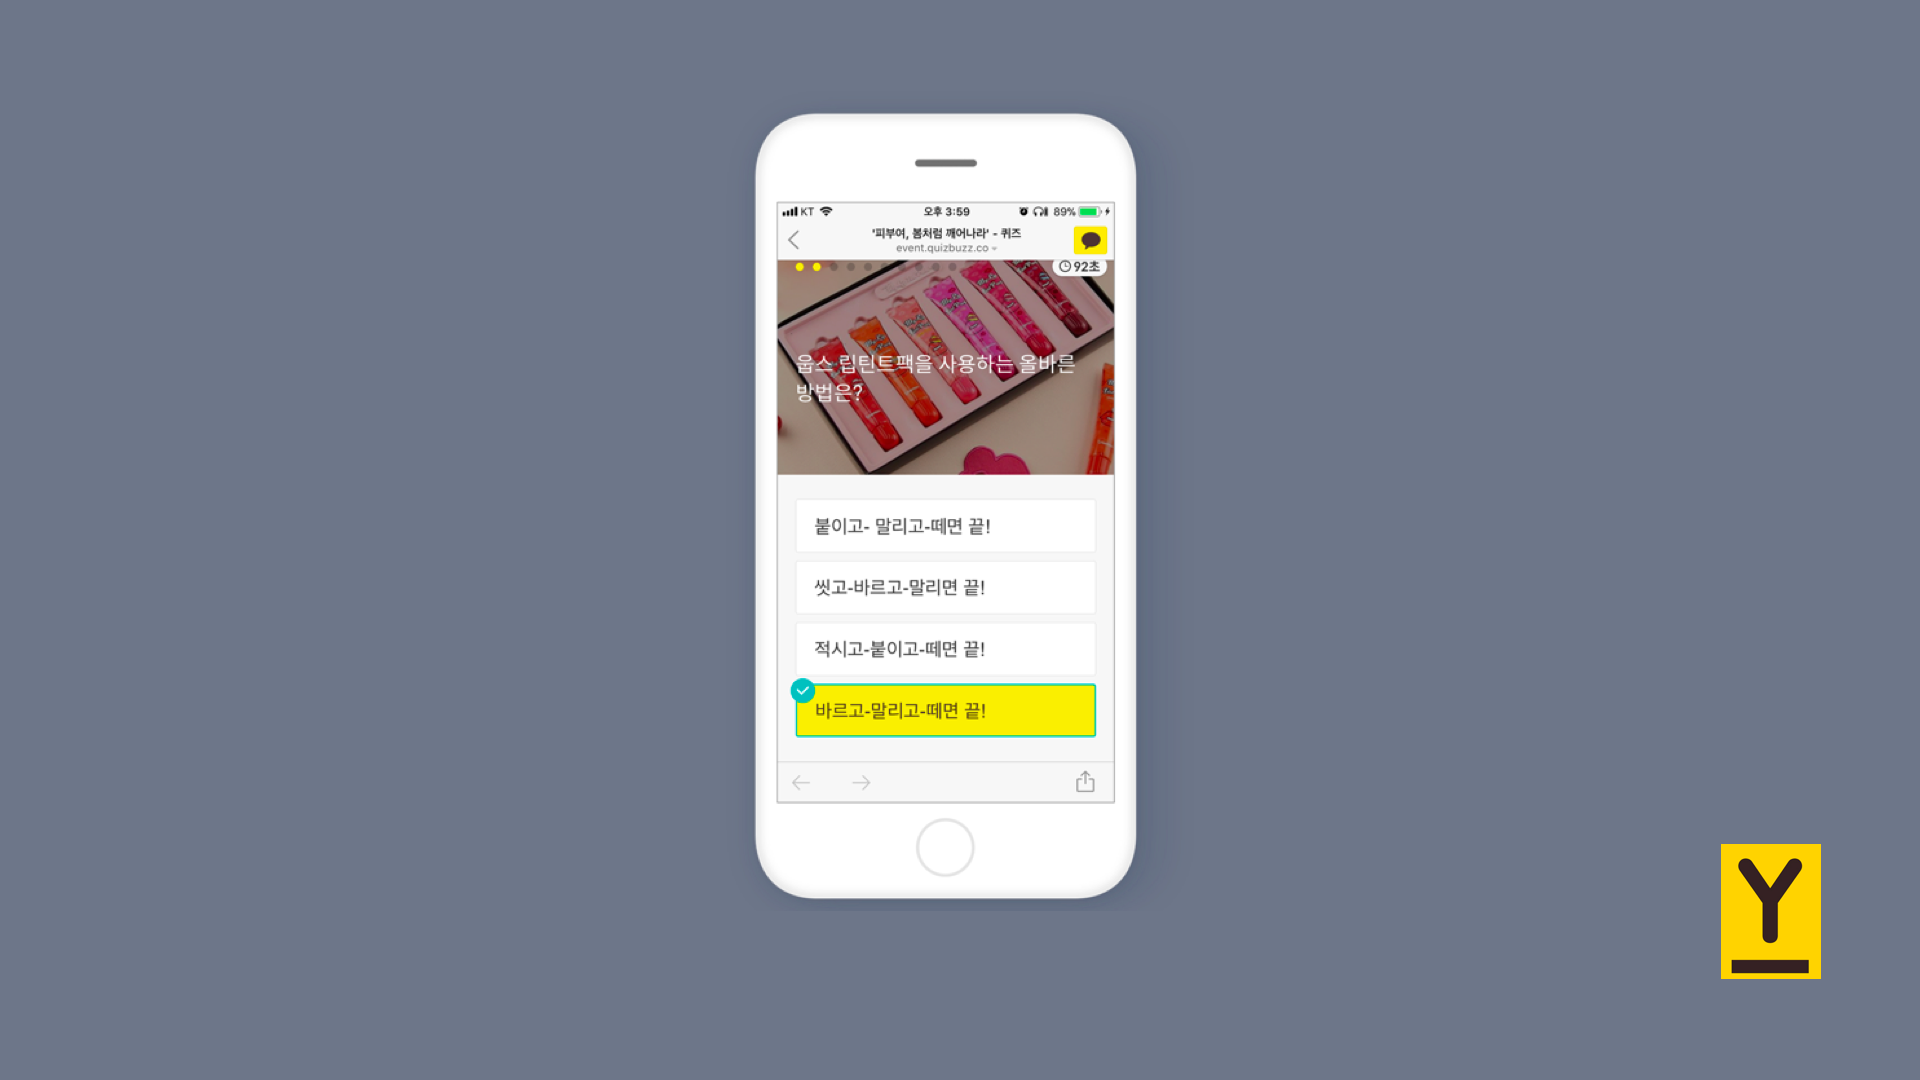 KT
오후 3:59
89%
'피부여, 봄처럼 깨어나라' - 퀴즈
event.quizbuzz.co
92초
웁스 립틴트팩을 사용하는 올바른
방법은?
붙이고- 말리고-떼면 끝!
씻고-바르고-말리면 끝!
적시고-붙이고-떼면 끝!
바르고-말리고-떼면 끝!
Y